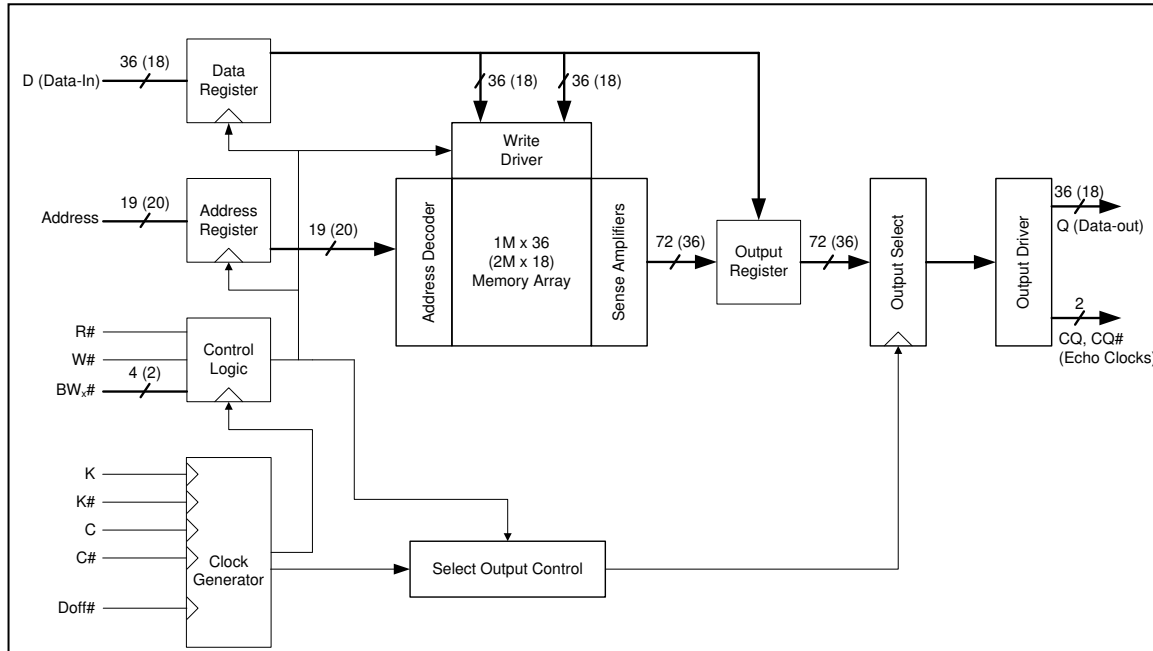 36 (18)
D (Data-In)
Data
Register
36 (18)
36 (18)
Write
Driver
19 (20)
Address
Address
Register
19 (20)
Address Decoder
1M x 36
(2M x 18)
Memory Array
Sense Amplifiers
72 (36)
Output
Register
72 (36)
Output Select
Output Driver
36 (18)
Q (Data-out)
2
CQ, CQ#
(Echo Clocks)
R#
W#
4 (2)
BWx#
Control
Logic
K
K#
C
C#
Doff#
Clock
Generator
Select Output Control